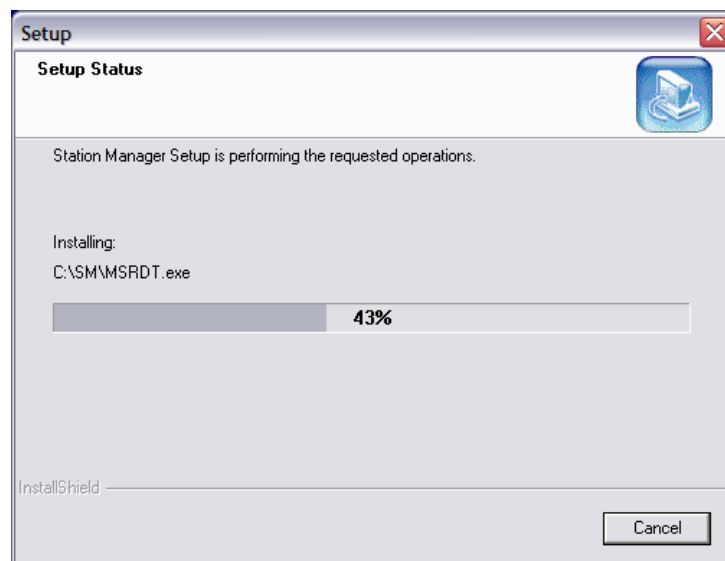 Setup
Setup Status
Station Manager Setup is performing the requested operations.
Installing:
C:\SM\MSRDT.exe
43%
InstallShield
Cancel